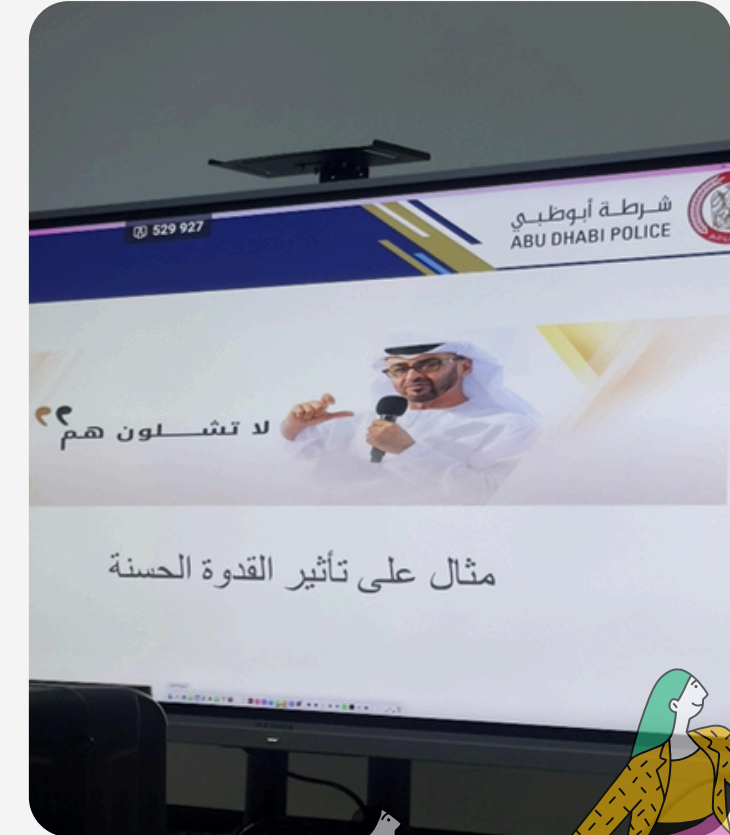 529 927
شرطة أبوظبي
ABU DHABI POLICE
لا تشلون هم
مثال على تأثير القدوة الحسنة